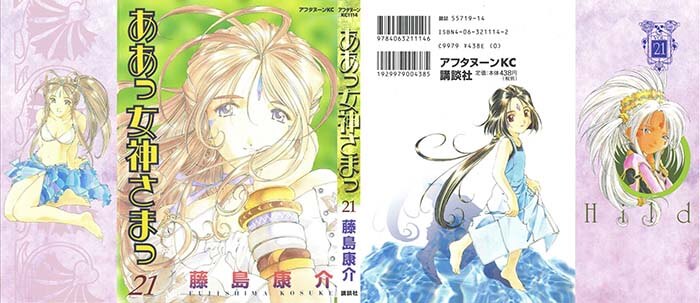 ああっ女神さまっ
21
藤島康介
FUJISHIMA KOSUKE
アフタヌーンKC
アフタヌーン
KC1114
ああっ女神さまっ
21
藤島康介
講談社
9784063211146
1929979004385
雑誌 55719-14
ISBN4-06-321114-2
C9979 ¥438E (0)
アフタヌーンKC
講談社
定価:本体438円
(税別)
21
Hild